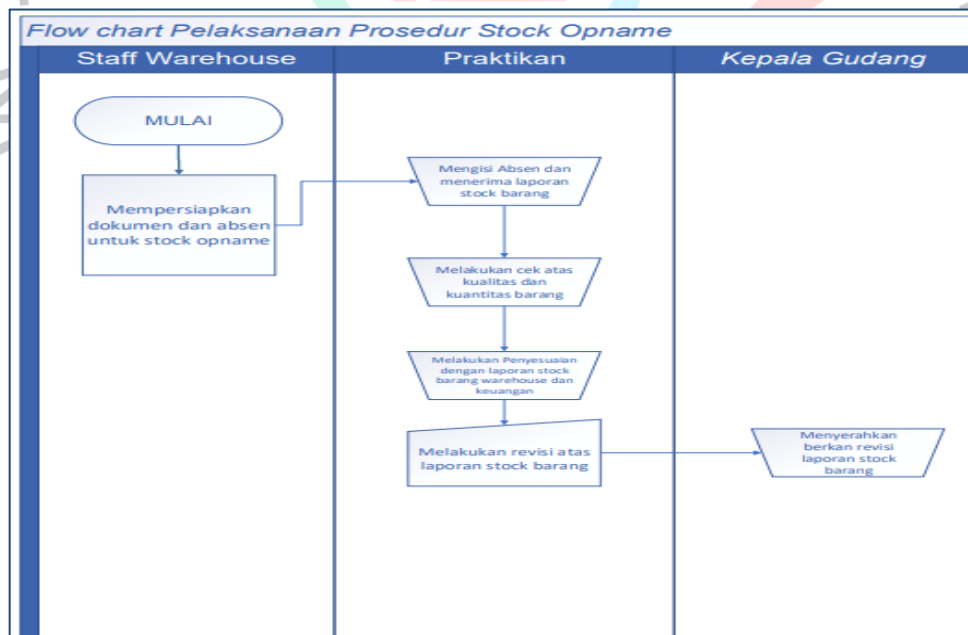 Flow chart Pelaksanaan Prosedur Stock Opname
Staff Warehouse
Praktikan
Kepala Gudang
MULAI
Mempersiapkan
dokumen dan absen
untuk stock opname
Mengisi Absen dan
menerima laporan
stock barang
Melakukan cek atas
kualitas dan
kuantitas barang
Melakukan Penyesuaian
dengan laporan stock
barang warehouse dan
keuangan
Melakukan revisi atas
laporan stock barang
Menyerahkan
berkan revisi
laporan stock
barang